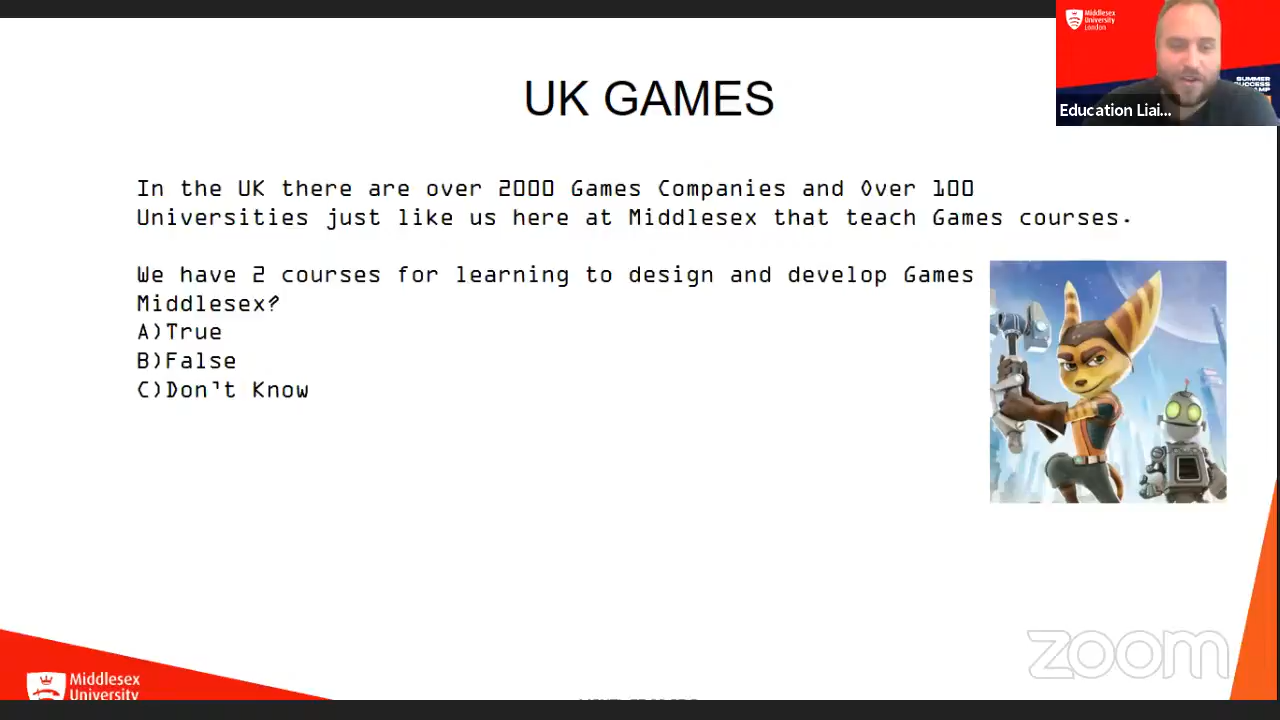 Middlesex
University
London
SUMMER
SUCCESS
Education Liai...
UK GAMES
In the UK there are over 2000 Games Companies and Over 100
Universities just like us here at Middlesex that teach Games courses.
We have 2 courses for learning to design and develop Games
Middlesex?
A)True
B)False
C)Don't Know
zoom
Middlesex
University